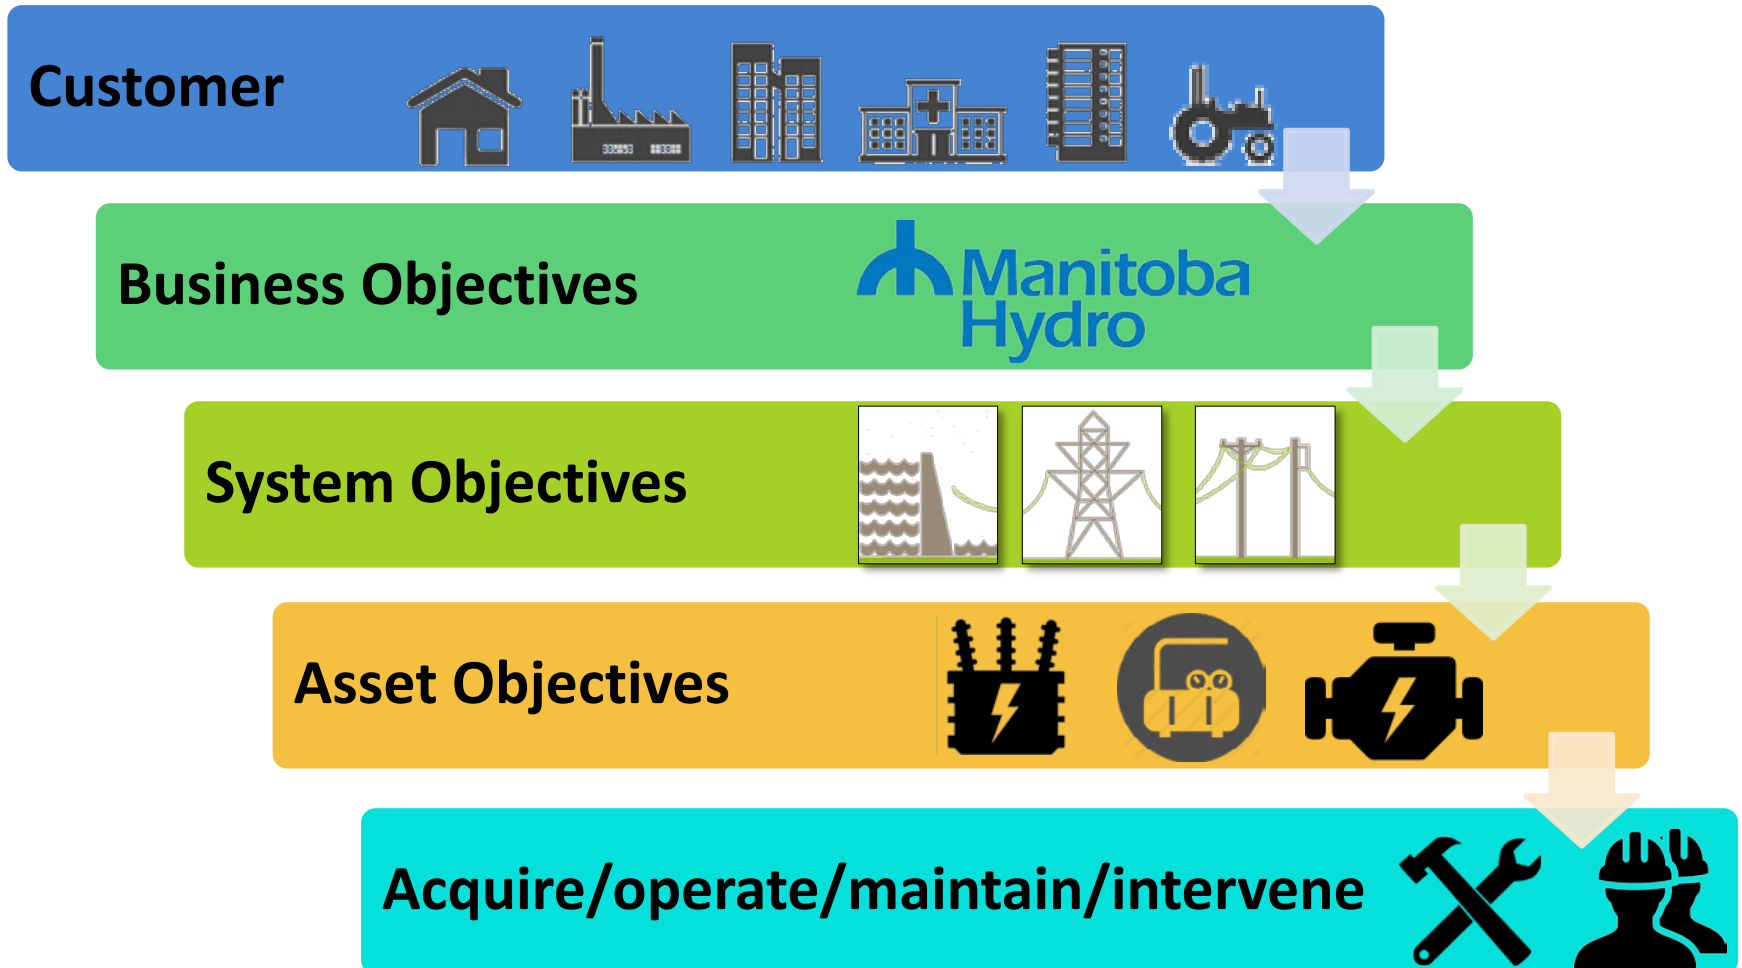 Customer
Business Objectives
Manitoba
Hydro
System Objectives
Asset Objectives
Acquire/operate/maintain/intervene